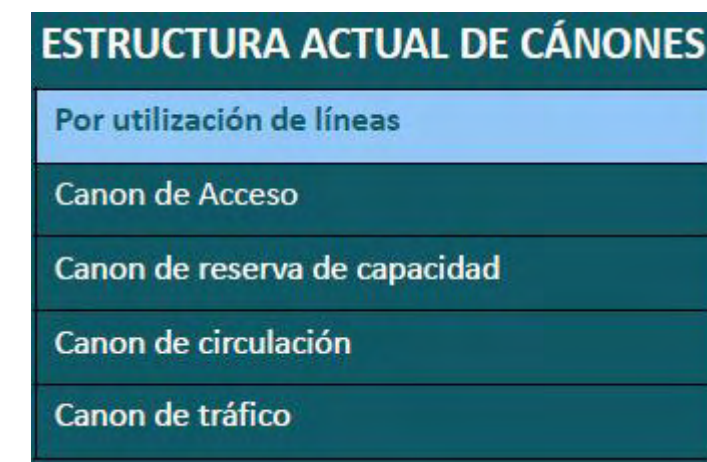 ESTRUCTURA ACTUAL DE CÁNONES
Por utilización de líneas
Canon de Acceso
Canon de reserva de capacidad
Canon de circulación
Canon de tráfico